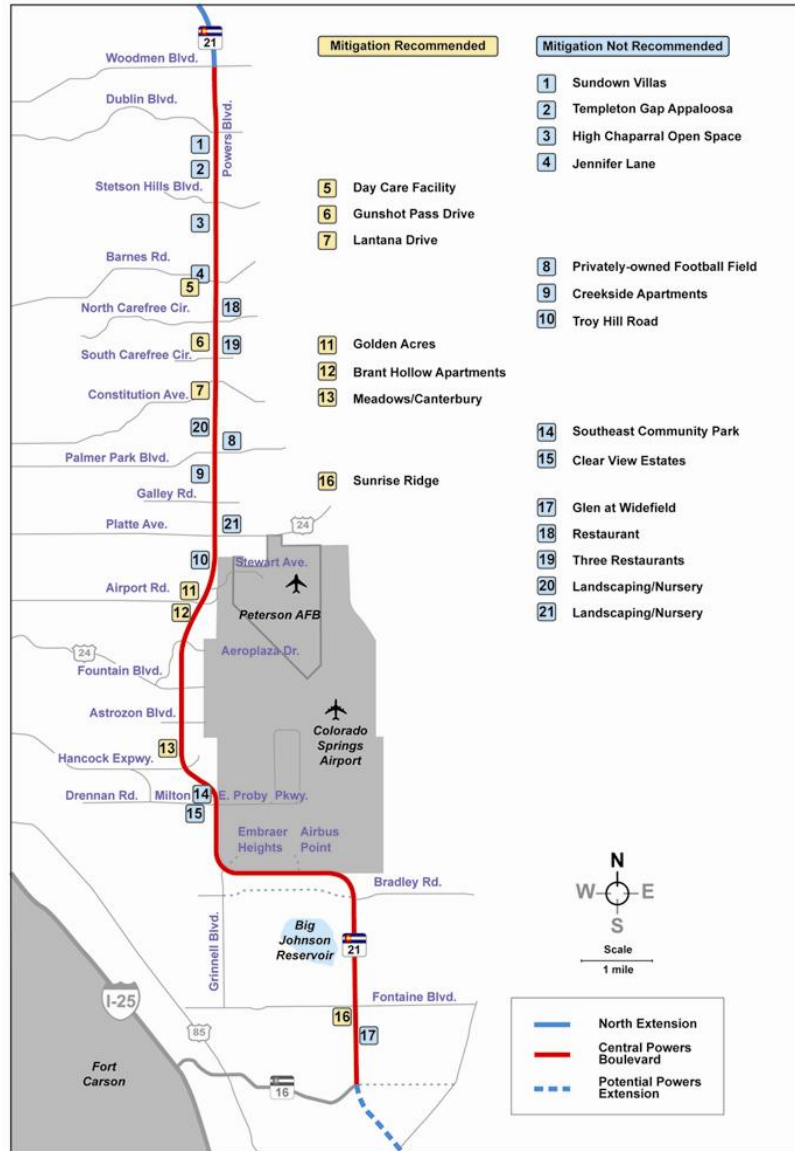 21
Woodmen Blvd.
Mitigation Recommended
Mitigation Not Recommended
1 Sundown Villas
2 Templeton Gap Appaloosa
3 High Chaparral Open Space
4 Jennifer Lane
5 Day Care Facility
6 Gunshot Pass Drive
7 Lantana Drive
8 Privately-owned Football Field
9 Creekside Apartments
10 Troy Hill Road
11 Golden Acres
12 Brant Hollow Apartments
13 Meadows/Canterbury
14 Southeast Community Park
15 Clear View Estates
16 Sunrise Ridge
17 Glen at Widefield
18 Restaurant
19 Three Restaurants
20 Landscaping/Nursery
21 Landscaping/Nursery
Dublin Blvd.
Powers Blvd.
1
2
Stetson Hills Blvd.
3
Barnes Rd.
4
5
North Carefree Cir.
18
6
19
South Carefree Cir.
7
Constitution Ave.
20
8
Palmer Park Blvd.
9
Galley Rd.
Platte Ave.
21
24
10
Stewart Ave.
Airport Rd.
11
12
Peterson AFB
24
Aeroplaza Dr.
Fountain Blvd.
Astrozon Blvd.
Colorado
Springs
Airport
13
Hancock Expwy.
Drennan Rd.
Milton
14
E. Proby Pkwy.
15
Embraer
Heights
Airbus
Point
Bradley Rd.
Grinnell Blvd.
Big
Johnson
Reservoir
21
Fontaine Blvd.
I-25
16
17
85
Fort
Carson
16
N
W
E
S
Scale
1 mile
North Extension
Central Powers
Boulevard
Potential Powers
Extension